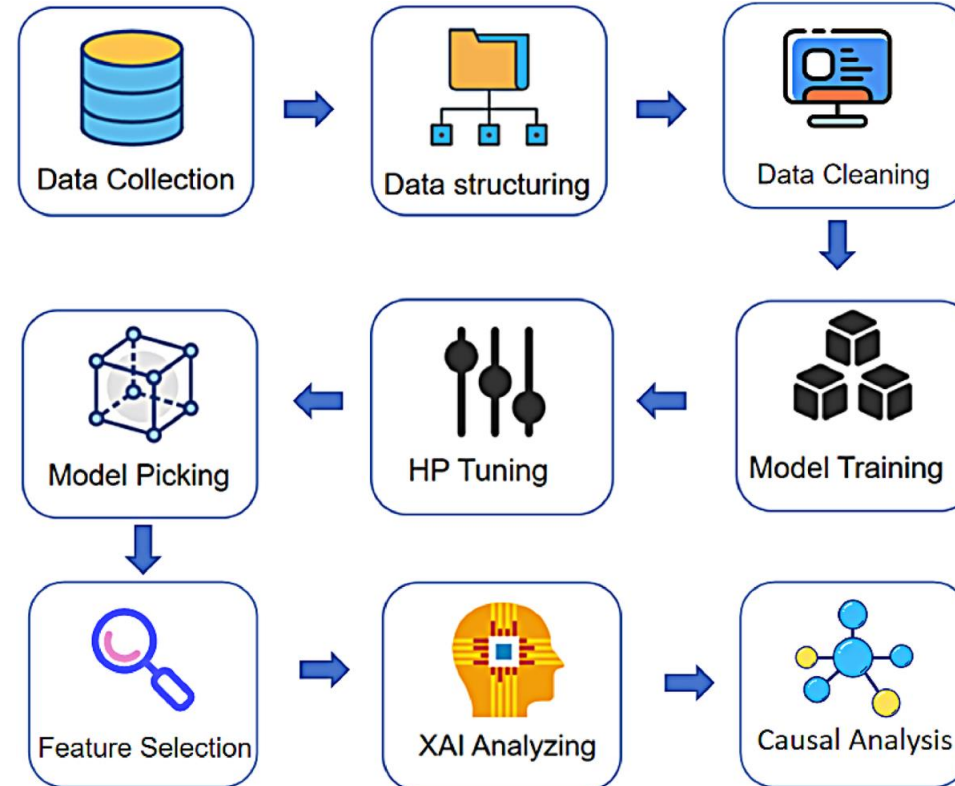 Data Collection
Data structuring
Data Cleaning
Model Training
HP Tuning
Model Picking
Feature Selection
XAI Analyzing
Causal Analysis